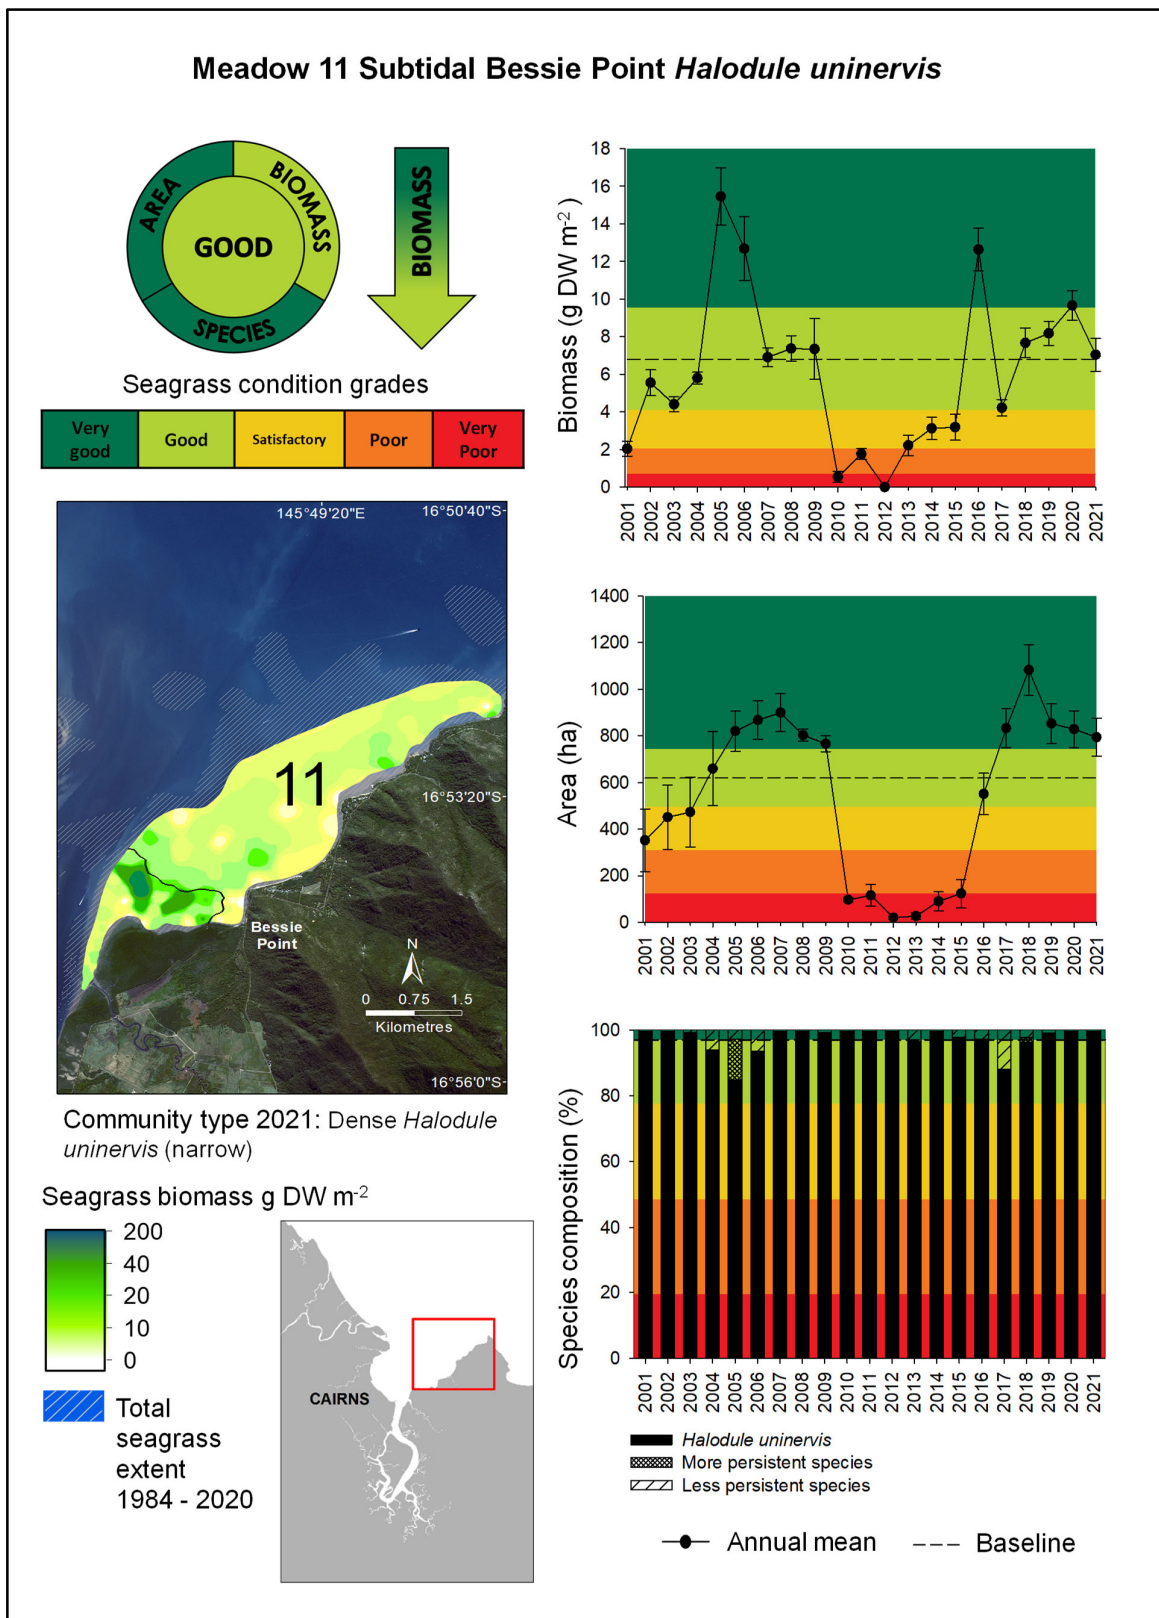 Meadow 11 Subtidal Bessie Point Halodule uninervis
AREA
BIOMASS
GOOD
SPECIES
BIOMASS
Seagrass condition grades
Very good
Good
Satisfactory
Poor
Very Poor
145°49'20"E
16°50'40"S
11
16°53'20"S
Bessie
Point
N
0 0.75 1.5
Kilometres
16°56'0"S
Community type 2021: Dense Halodule
uninervis (narrow)
Seagrass biomass g DW m-2
200
40
20
10
0
Total
seagrass
extent
1984 - 2020
CAIRNS
Biomass (g DW m-2)
18
16
14
12
10
8
6
4
2
0
2001 2002 2003 2004 2005 2006 2007 2008 2009 2010 2011 2012 2013 2014 2015 2016 2017 2018 2019 2020 2021
Area (ha)
1400
1200
1000
800
600
400
200
0
2001 2002 2003 2004 2005 2006 2007 2008 2009 2010 2011 2012 2013 2014 2015 2016 2017 2018 2019 2020 2021
Species composition (%)
100
80
60
40
20
0
2001 2002 2003 2004 2005 2006 2007 2008 2009 2010 2011 2012 2013 2014 2015 2016 2017 2018 2019 2020 2021
Halodule uninervis
More persistent species
Less persistent species
Annual mean
Baseline